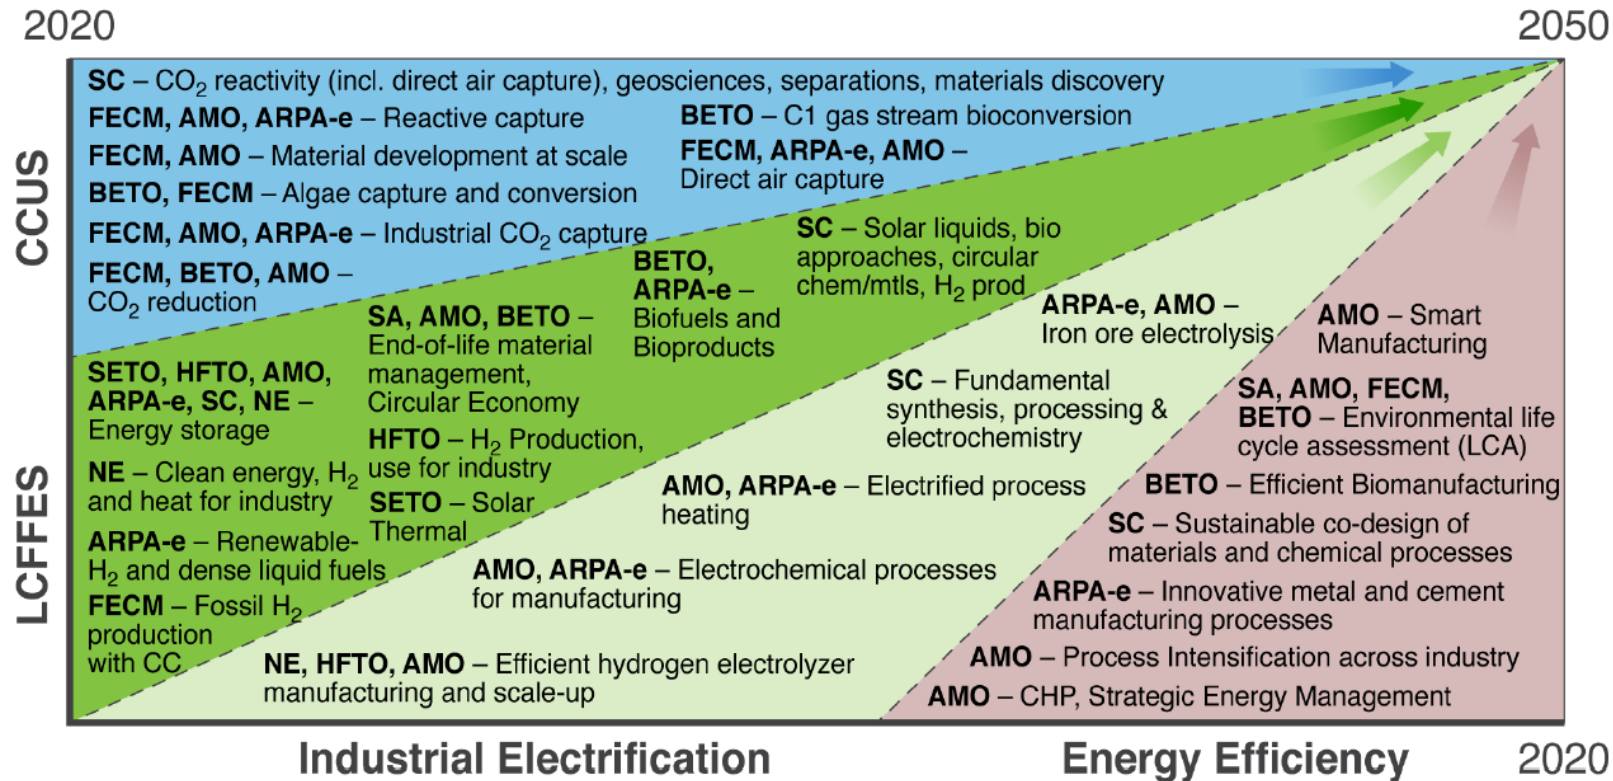 2020
2050
CCUS
SC – CO₂ reactivity (incl. direct air capture), geosciences, separations, materials discovery
FECM, AMO, ARPA-e – Reactive capture
FECM, AMO – Material development at scale
BETO, FECM – Algae capture and conversion
FECM, AMO, ARPA-e – Industrial CO₂ capture
FECM, BETO, AMO –
CO₂ reduction
BETO – C1 gas stream bioconversion
FECM, ARPA-e, AMO –
Direct air capture
LCFFES
SETO, HFTO, AMO,
ARPA-e, SC, NE –
Energy storage
NE – Clean energy, H₂
and heat for industry
ARPA-e – Renewable-
H₂ and dense liquid fuels
FECM – Fossil H₂
production
with CC
SA, AMO, BETO –
End-of-life material
management,
Circular Economy
HFTO – H₂ Production,
use for industry
SETO – Solar
Thermal
BETO,
ARPA-e –
Biofuels and
Bioproducts
SC – Solar liquids, bio
approaches, circular
chem/mtls, H₂ prod
ARPA-e, AMO –
Iron ore electrolysis
SC – Fundamental
synthesis, processing &
electrochemistry
AMO, ARPA-e – Electrified process
heating
AMO, ARPA-e – Electrochemical processes
for manufacturing
NE, HFTO, AMO – Efficient hydrogen electrolyzer
manufacturing and scale-up
AMO – Smart
Manufacturing
SA, AMO, FECM,
BETO – Environmental life
cycle assessment (LCA)
BETO – Efficient Biomanufacturing
SC – Sustainable co-design of
materials and chemical processes
ARPA-e – Innovative metal and cement
manufacturing processes
AMO – Process Intensification across industry
AMO – CHP, Strategic Energy Management
Industrial Electrification
Energy Efficiency
2020